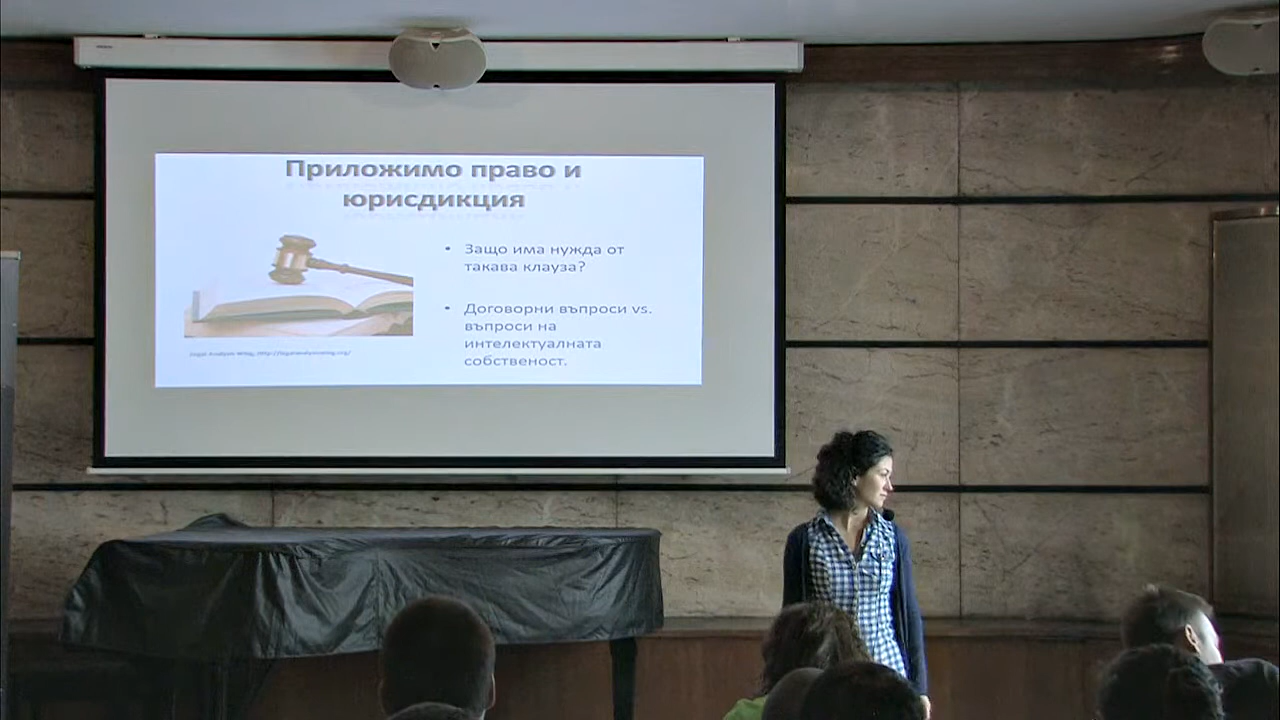 Приложимо право и
юрисдикция
• Защо има нужда от
такава клауза?
• Договорни въпроси vs.
въпроси на
интелектуалната
собственост.